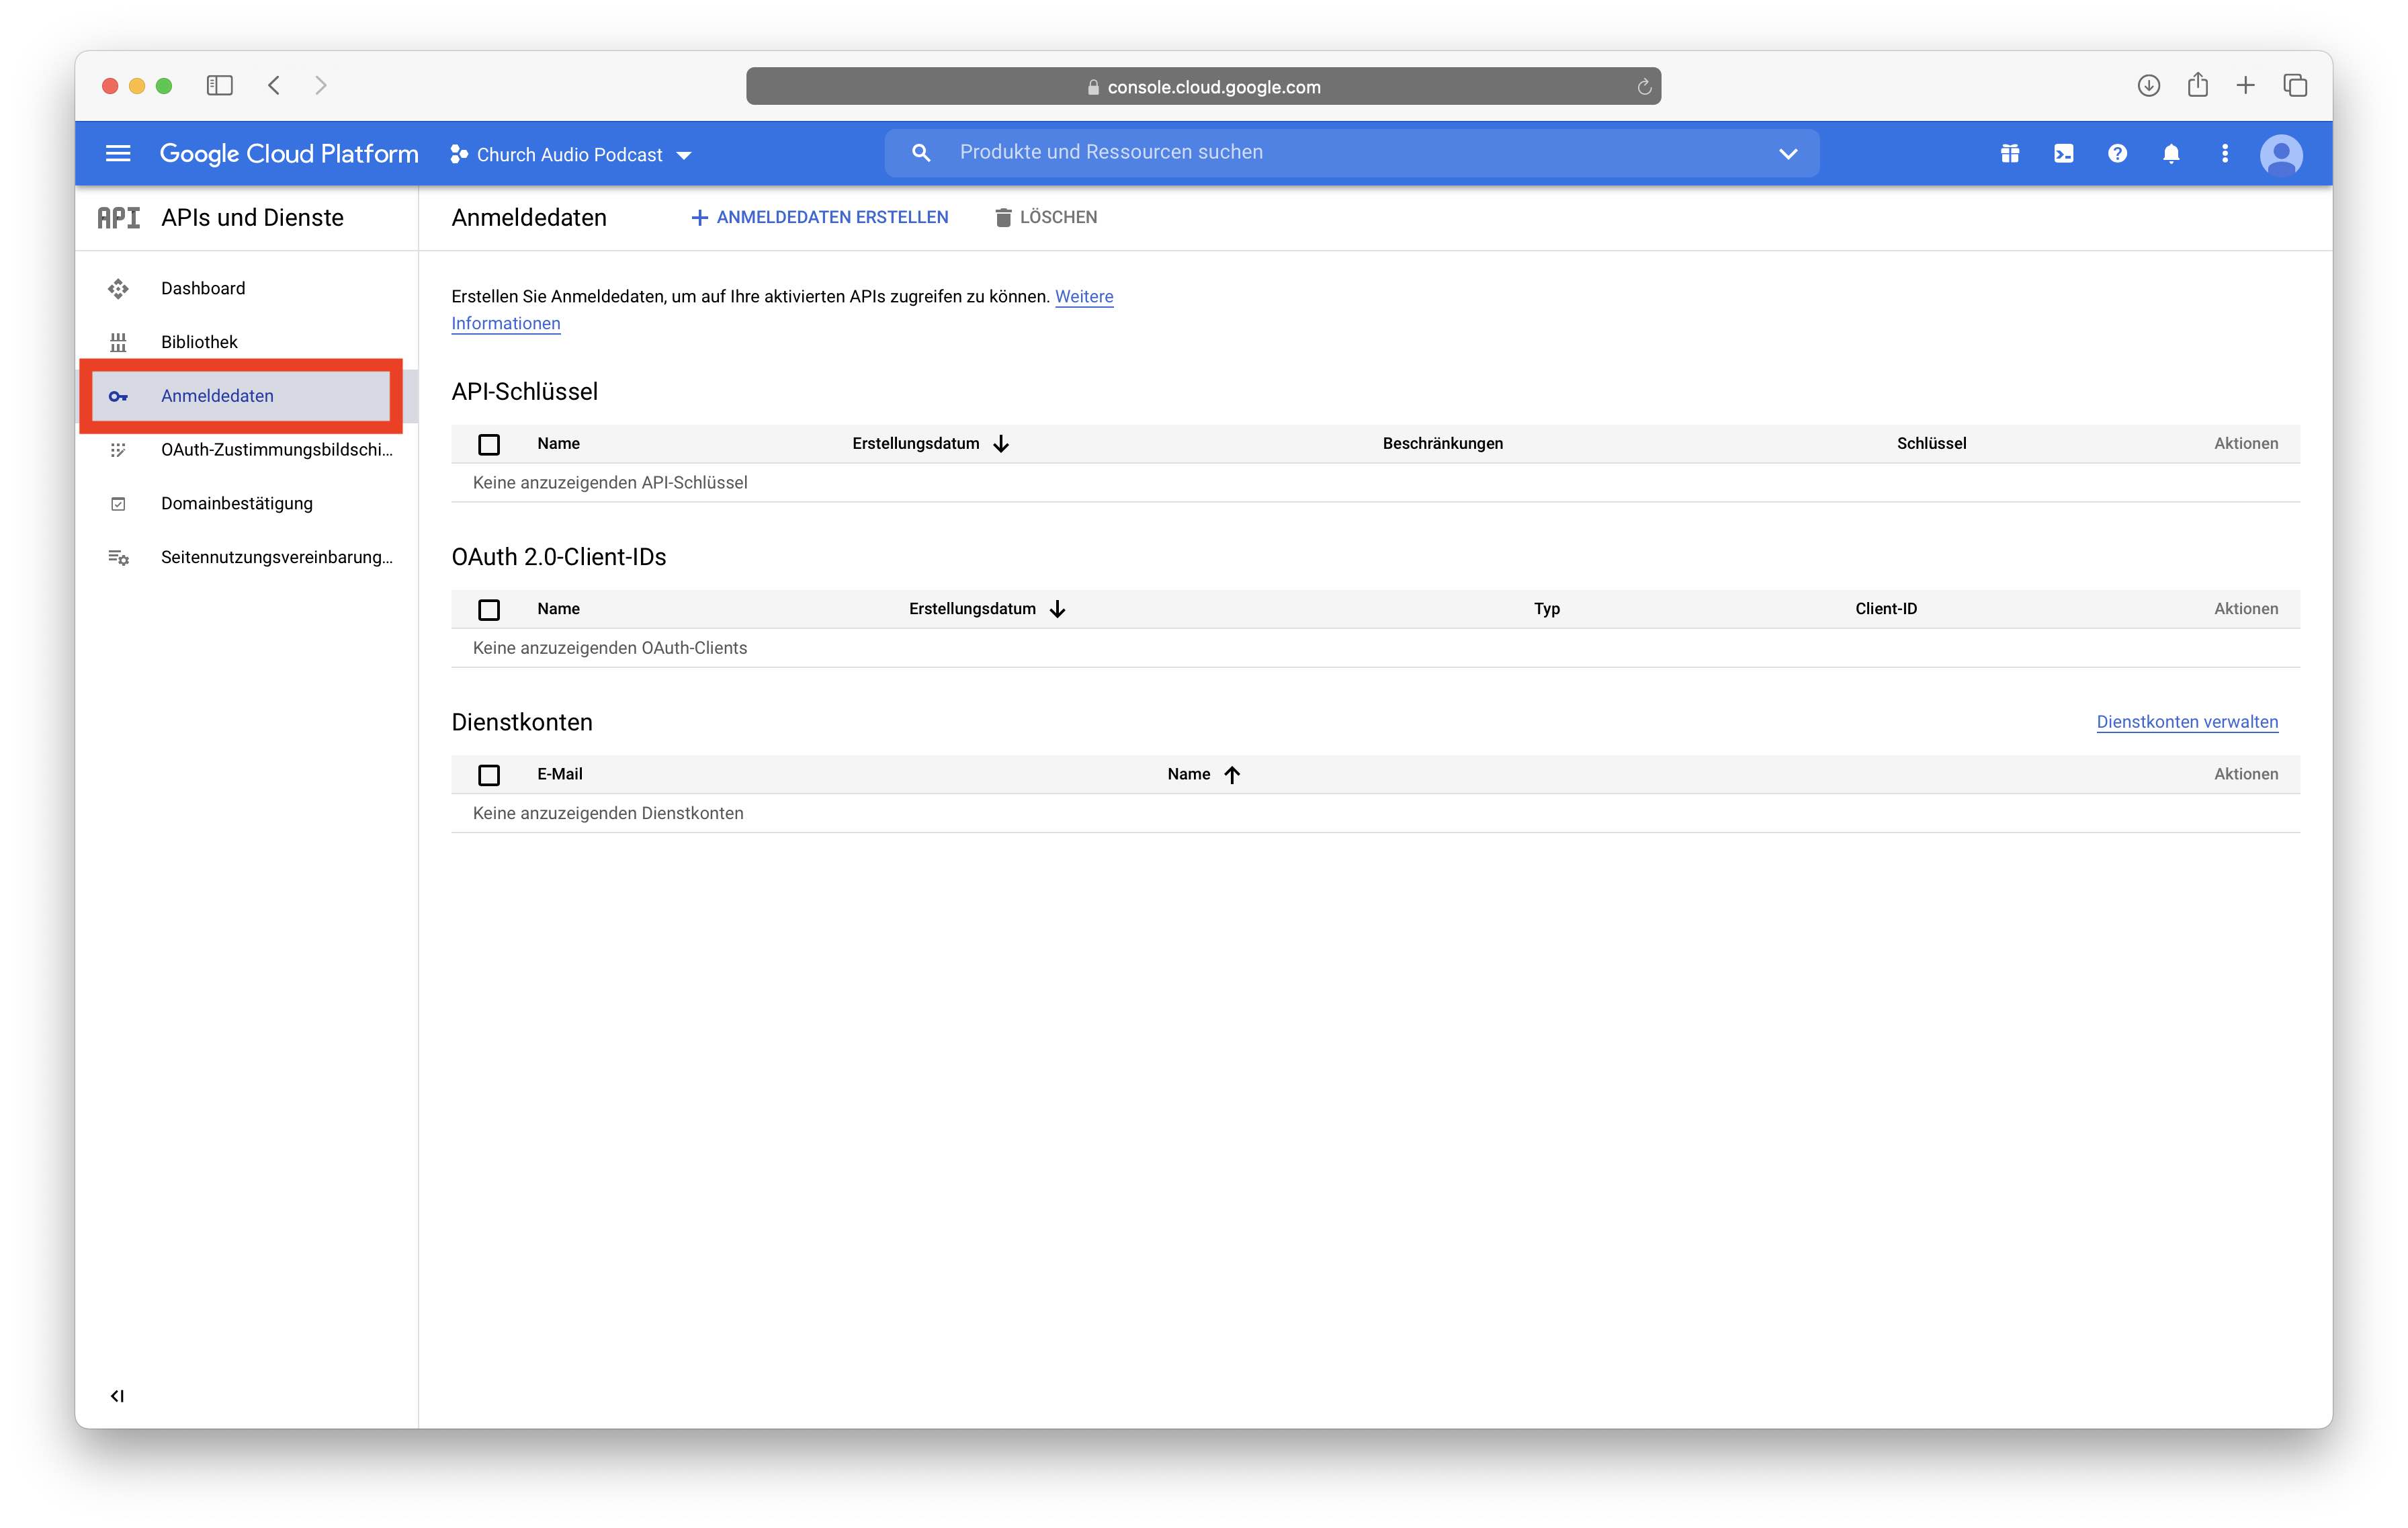 console.cloud.google.com
Google Cloud Platform
Church Audio Podcast
Produkte und Ressourcen suchen
API
APIs und Dienste
Anmeldedaten
ANMELDEDATEN ERSTELLEN
LÖSCHEN
Dashboard
Bibliothek
Anmeldedaten
OAuth-Zustimmungsbildschi...
Domainbestätigung
Seitennutzungsvereinbarung...
Erstellen Sie Anmeldedaten, um auf Ihre aktivierten APIs zugreifen zu können. Weitere
Informationen
API-Schlüssel
Name Erstellungsdatum Beschränkungen Schlüssel Aktionen
Keine anzuzeigenden API-Schlüssel
OAuth 2.0-Client-IDs
Name Erstellungsdatum Typ Client-ID Aktionen
Keine anzuzeigenden OAuth-Clients
Dienstkonten
Dienstkonten verwalten
E-Mail Name Aktionen
Keine anzuzeigenden Dienstkonten